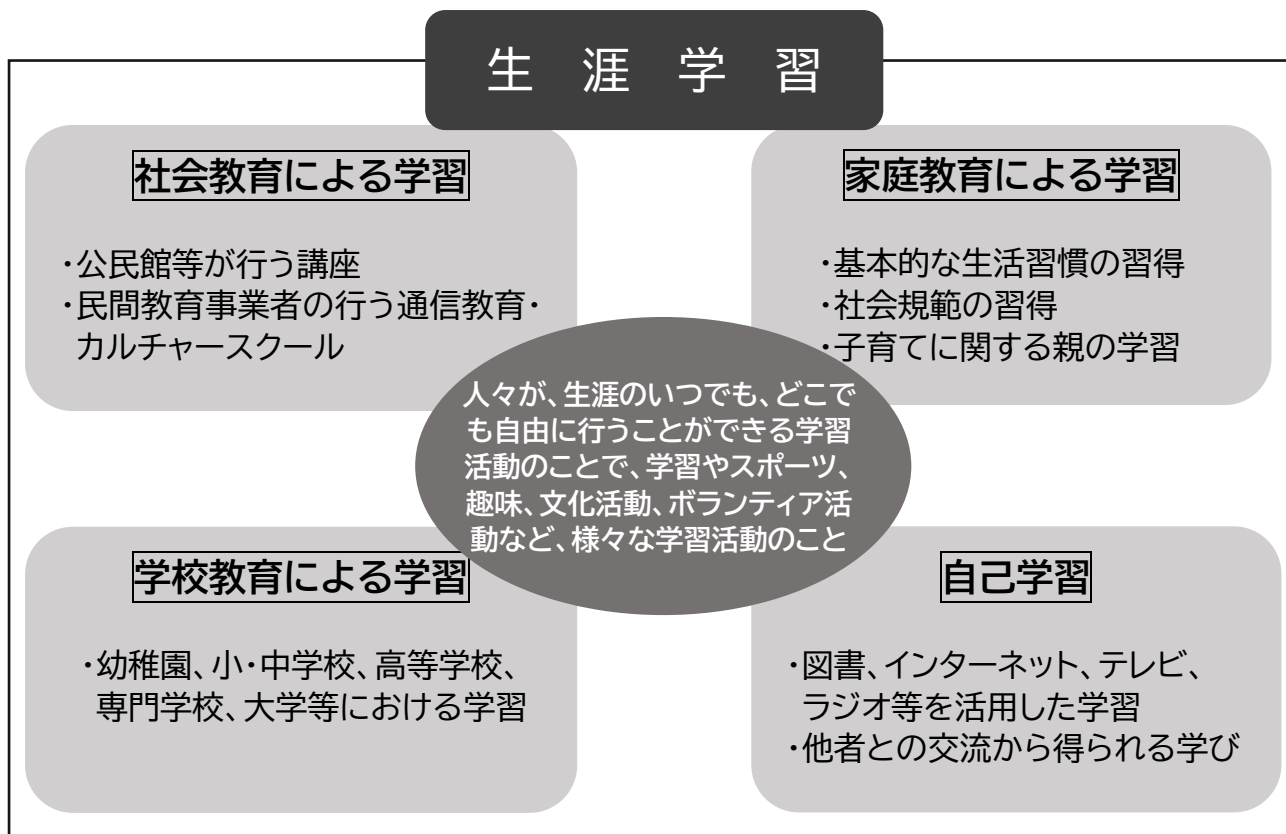 生涯学習
社会教育による学習
・公民館等が行う講座
・民間教育事業者の行う通信教育・
カルチャースクール
家庭教育による学習
・基本的な生活習慣の習得
・社会規範の習得
・子育てに関する親の学習
人々が、生涯のいつでも、どこで
も自由に行うことができる学習
活動のことで、学習やスポーツ、
趣味、文化活動、ボランティア活
動など、様々な学習活動のこと
学校教育による学習
・幼稚園、小・中学校、高等学校、
専門学校、大学等における学習
自己学習
・図書、インターネット、テレビ、
ラジオ等を活用した学習
・他者との交流から得られる学び